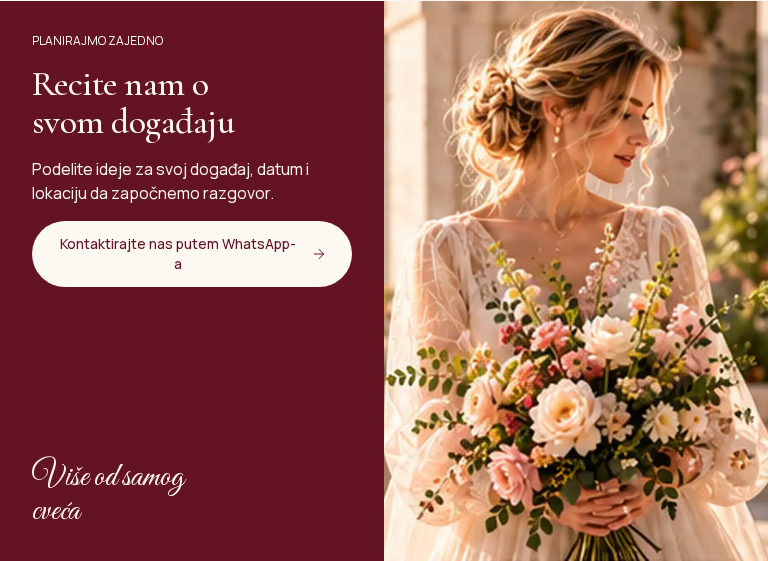 PLANIRAJMO ZAJEDNO
Recite nam o
svom događaju
Podelite ideje za svoj događaj, datum i
lokaciju da započnemo razgovor.
Kontaktirajte nas putem WhatsApp-
a
Više od samog
cveća